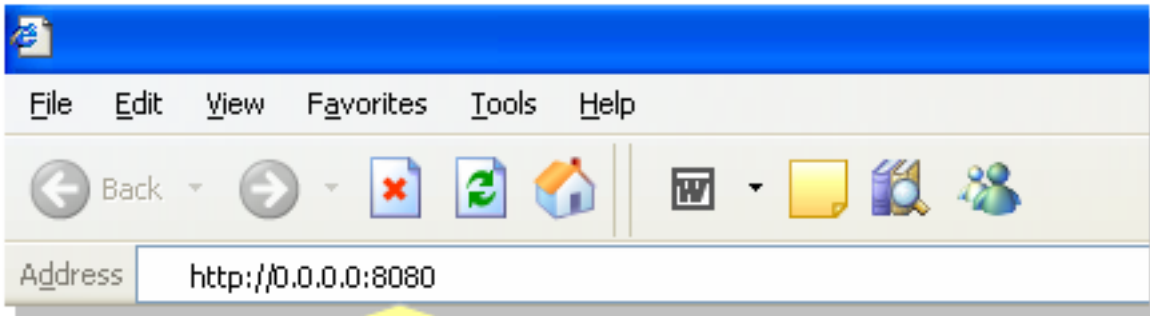 File Edit View Favorites Tools Help
Back W
Address http://0.0.0.0:8080